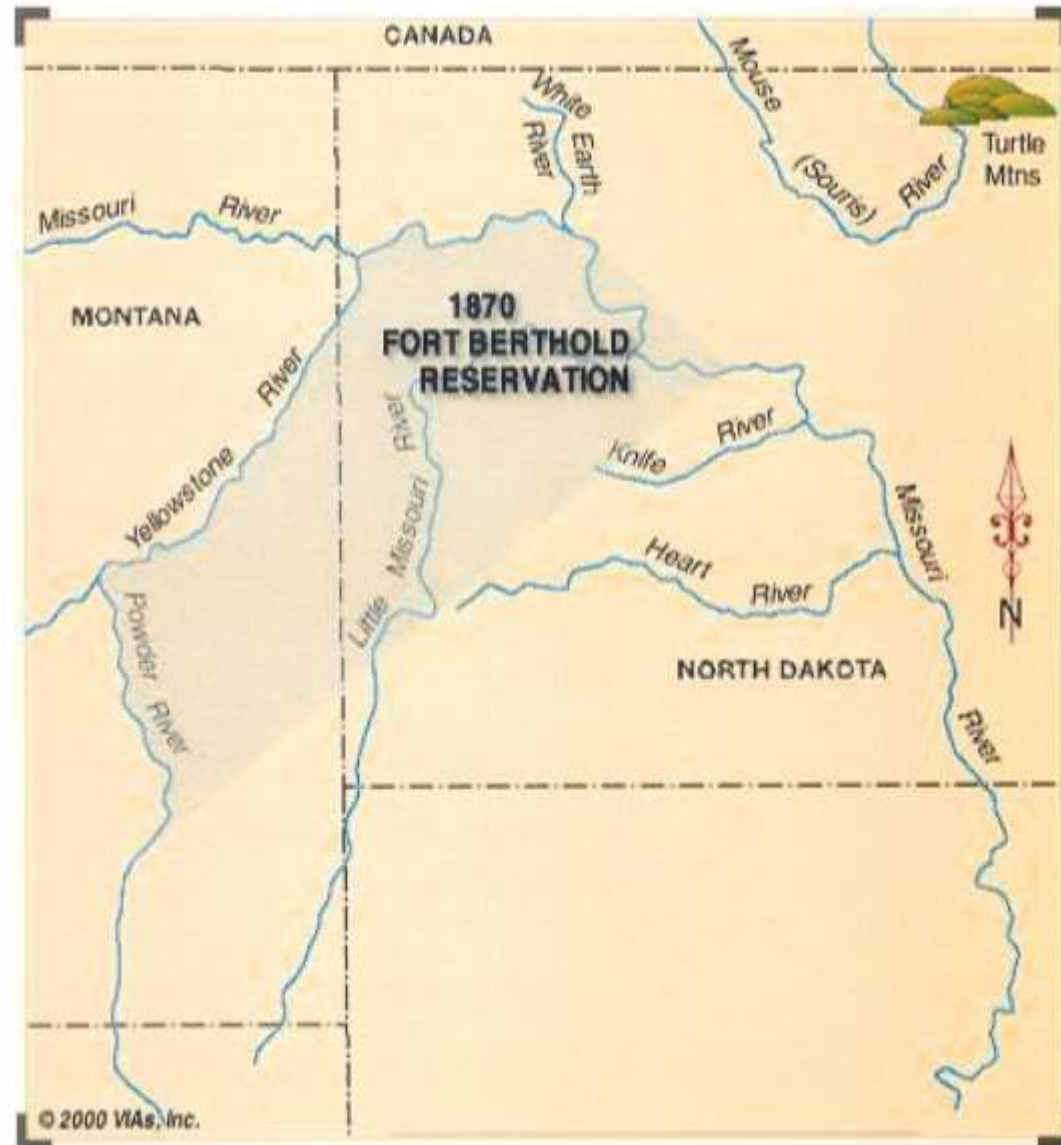 CANADA
White
Earth
River
Mouse
(Souris)
River
Turtle
Mtns
Missouri
River
MONTANA
1870
FORT BERTHOLD
RESERVATION
River
Yellowstone
River
Missouri
Little
Knife
River
Missouri
River
Heart
River
N
NORTH DAKOTA
Powder
River
© 2000 VIAs, Inc.